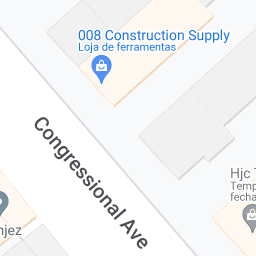 008 Construction Supply
Loja de ferramentas
Congressional Ave
Hjc
Temp
fecha
njez